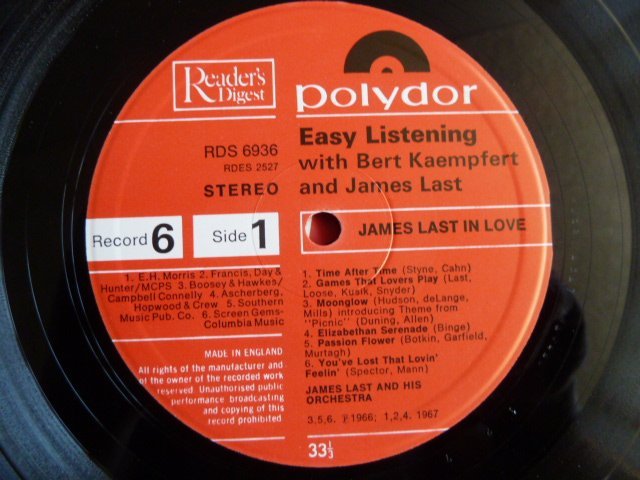 Reader's
Digest
polydor
RDS 6936
RDES 2527
STEREO
Easy Listening
with Bert Kaempfert
and James Last
Record 6
Side 1
JAMES LAST IN LOVE
1. E.H. Morris 2. Francis, Day &
Hunter/MCPS 3. Boosey & Hawkes/
Campbell Connelly 4. Ascherberg,
Hopwood & Crew 5. Southern
Music Pub. Co. 6. Screen Gems-
Columbia Music
1. Time After Time (Styne, Cahn)
2. Games That Lovers Play (Last,
Loose, Kusik, Snyder)
3. Moonglow (Hudson, deLange,
Mills) introducing Theme from
"Picnic" (Duning, Allen)
4. Elizabethan Serenade (Binge)
5. Passion Flower (Botkin, Garfield,
Murtagh)
6. You've Lost That Lovin'
Feelin' (Spector, Mann)
JAMES LAST AND HIS
ORCHESTRA
3,5,6. ℗1966; 1,2,4. 1967
MADE IN ENGLAND
All rights of the manufacturer and
of the owner of the recorded work
reserved. Unauthorised public
performance broadcasting
and copying of this
record prohibited
33⅓